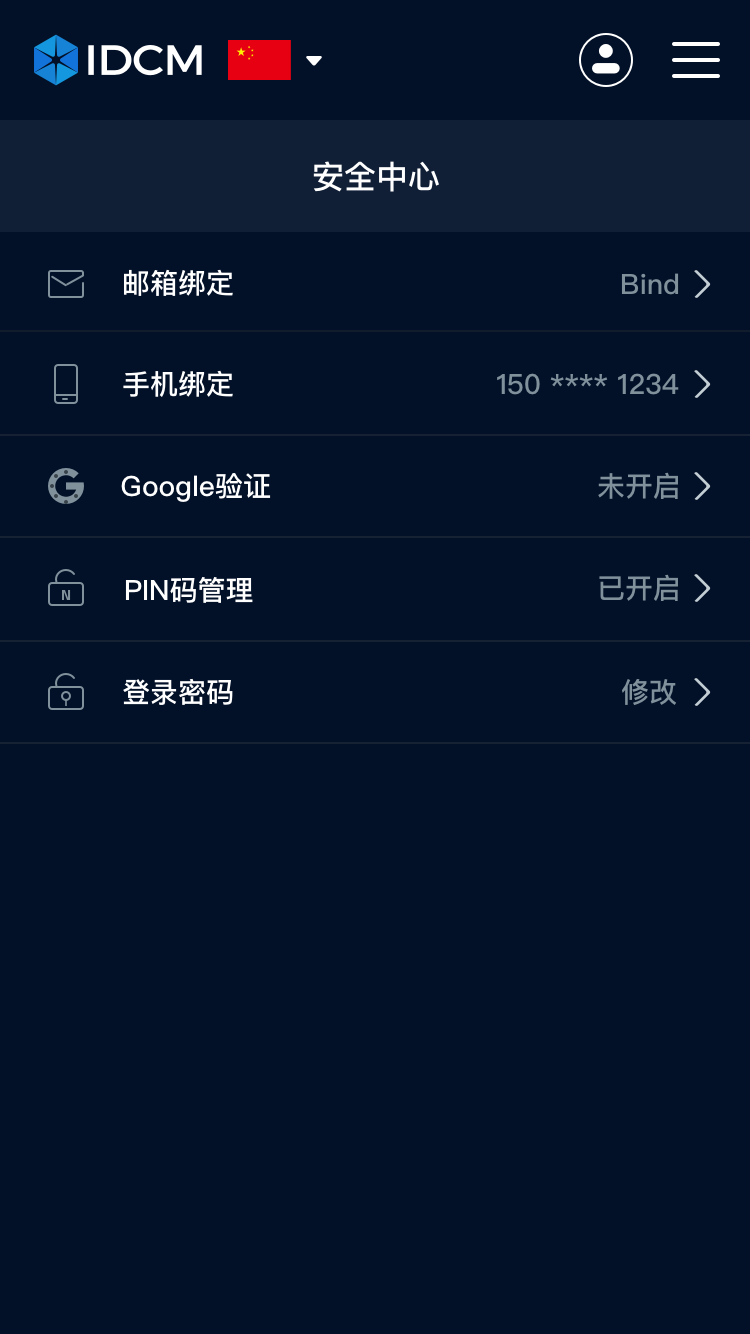 IDCM
安全中心
邮箱绑定 Bind
手机绑定 150 **** 1234
Google验证 未开启
PIN码管理 已开启
N
登录密码 修改